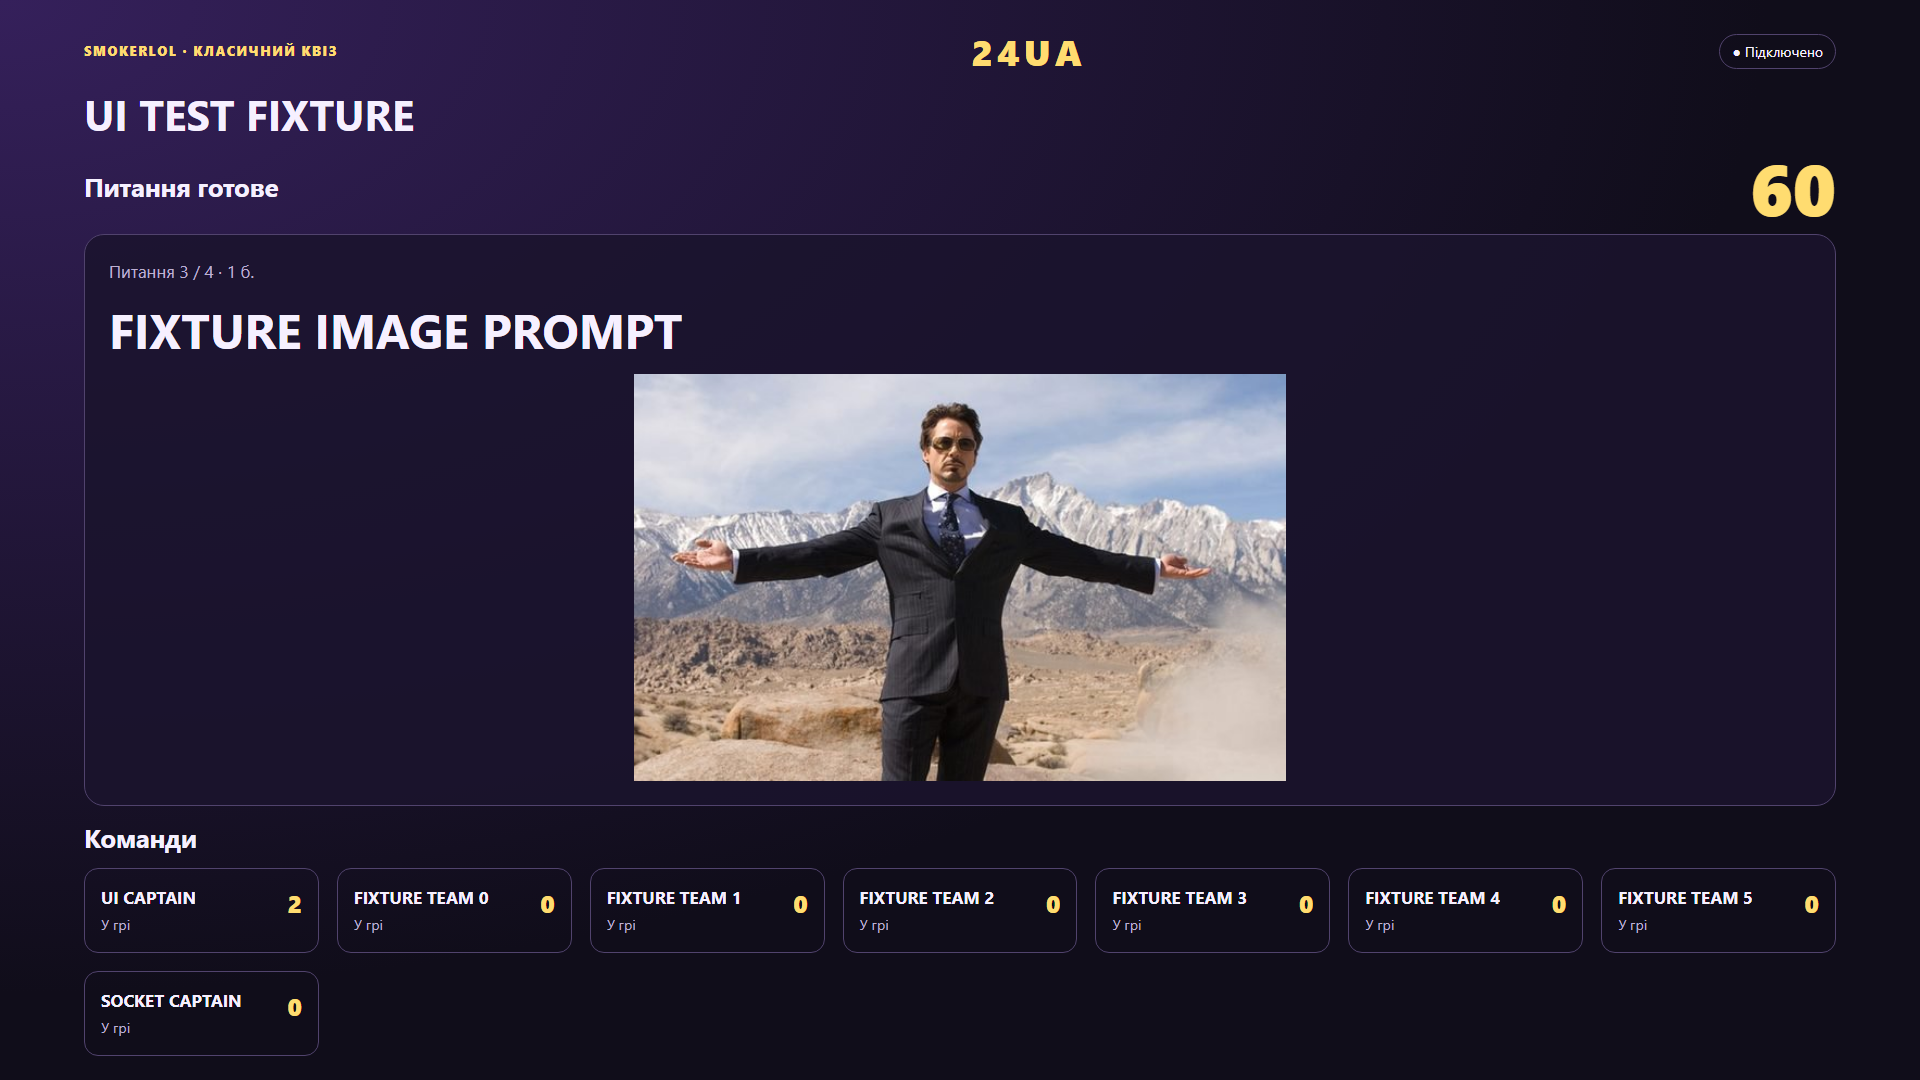 SMOKERLOL · КЛАСИЧНИЙ КВІЗ
24UA
● Підключено
UI TEST FIXTURE
Питання готове
60
Питання 3 / 4 · 1 б.
FIXTURE IMAGE PROMPT
Команди
UI CAPTAIN
2
У грі
FIXTURE TEAM 0
0
У грі
FIXTURE TEAM 1
0
У грі
FIXTURE TEAM 2
0
У грі
FIXTURE TEAM 3
0
У грі
FIXTURE TEAM 4
0
У грі
FIXTURE TEAM 5
0
У грі
SOCKET CAPTAIN
0
У грі